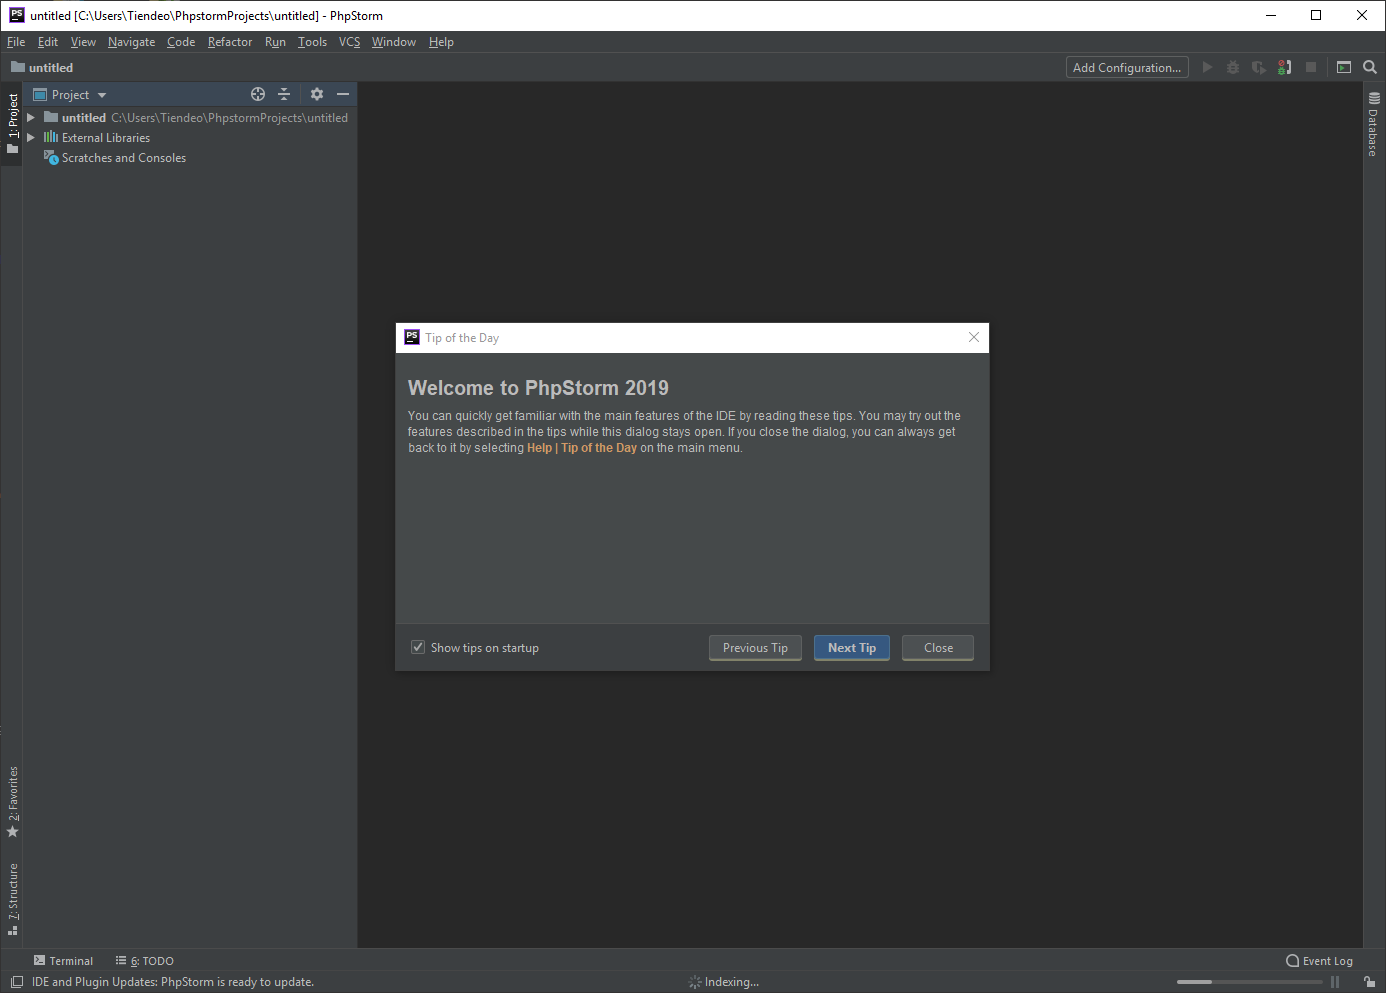 PS untitled [C:\Users\Tiendeo\PhpstormProjects\untitled] - PhpStorm
File Edit View Navigate Code Refactor Run Tools VCS Window Help
untitled Add Configuration...
Project
untitled C:\Users\Tiendeo\PhpstormProjects\untitled
External Libraries
Scratches and Consoles
1: Project
Database
PS Tip of the Day
Welcome to PhpStorm 2019
You can quickly get familiar with the main features of the IDE by reading these tips. You may try out the
features described in the tips while this dialog stays open. If you close the dialog, you can always get
back to it by selecting Help | Tip of the Day on the main menu.
Show tips on startup Previous Tip Next Tip Close
2: Favorites
7: Structure
Terminal 6: TODO Event Log
IDE and Plugin Updates: PhpStorm is ready to update. Indexing...